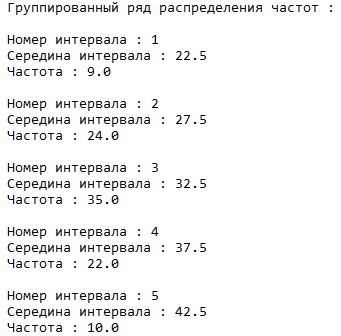 Группированный ряд распределения частот :
Номер интервала : 1
Середина интервала : 22.5
Частота : 9.0
Номер интервала : 2
Середина интервала : 27.5
Частота : 24.0
Номер интервала : 3
Середина интервала : 32.5
Частота : 35.0
Номер интервала : 4
Середина интервала : 37.5
Частота : 22.0
Номер интервала : 5
Середина интервала : 42.5
Частота : 10.0